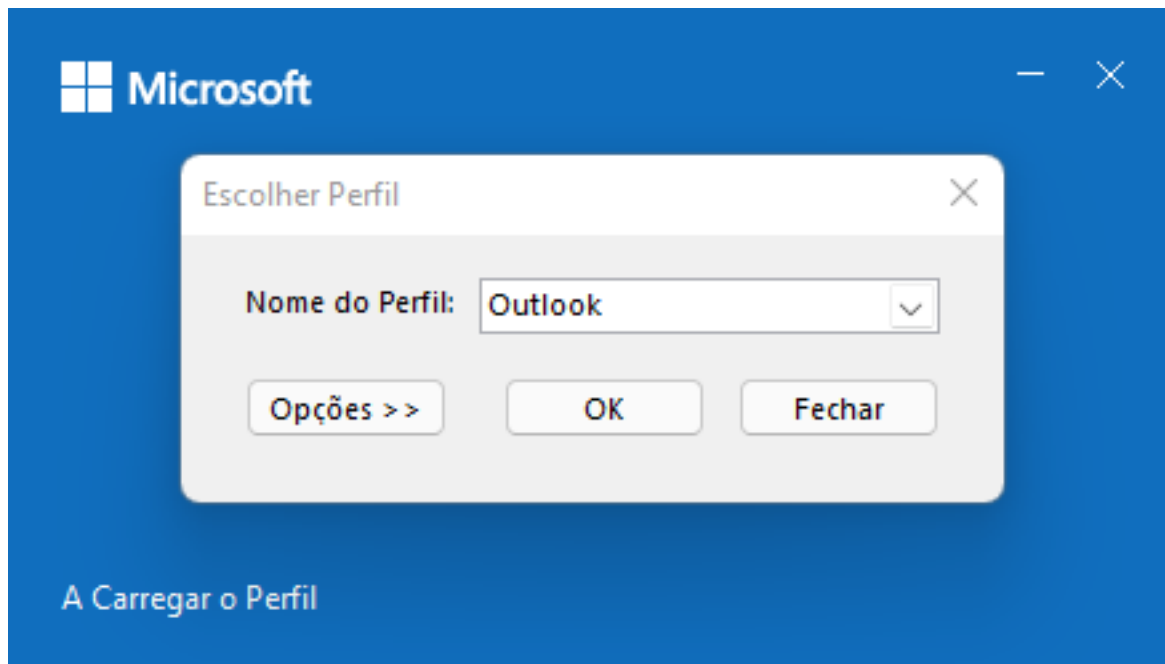 Microsoft
Escolher Perfil
Nome do Perfil: Outlook
Opções >> OK Fechar
A Carregar o Perfil